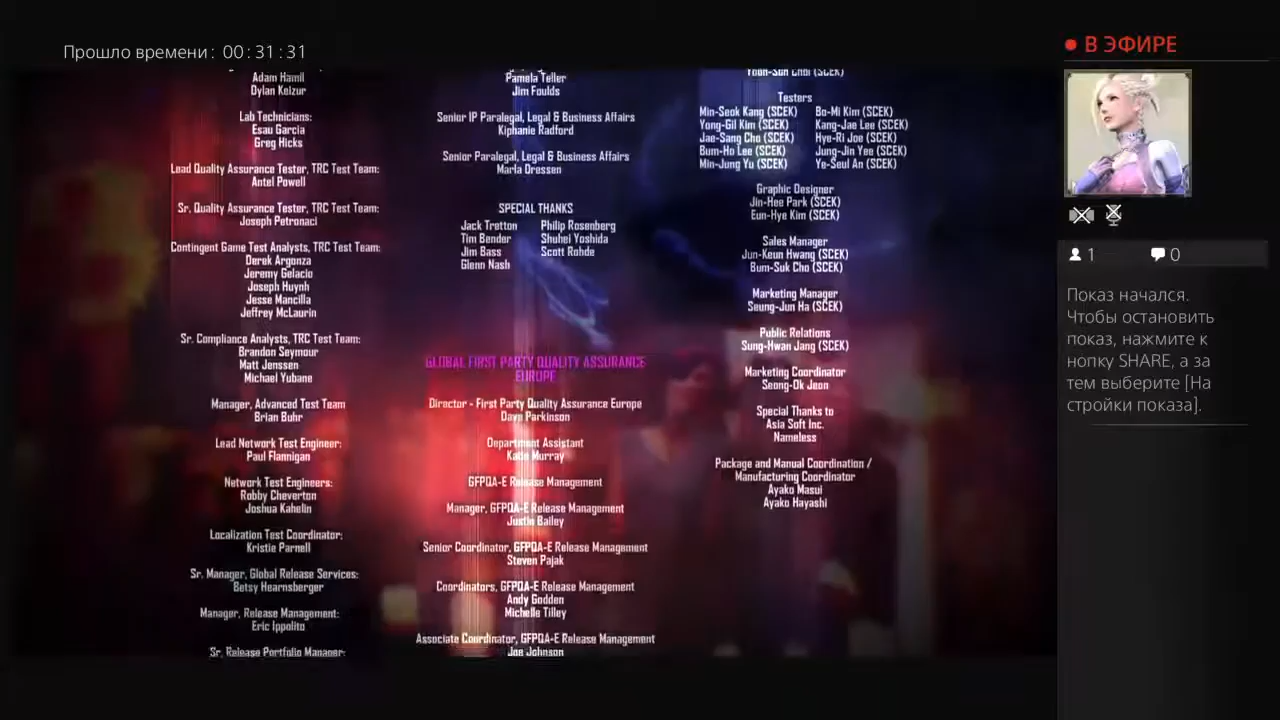 Прошло времени: 00:31:31
Adam Hamil
Dylan Keizur
Lab Technicians:
Esau Garcia
Greg Hicks
Lead Quality Assurance Tester, TRC Test Team:
Antel Powell
Sr. Quality Assurance Tester, TRC Test Team:
Joseph Petronaci
Contingent Game Test Analysts, TRC Test Team:
Derek Argonza
Jeremy Gelacio
Joseph Huynh
Jesse Mancilla
Jeffrey McLaurin
Sr. Compliance Analysts, TRC Test Team:
Brandon Seymour
Matt Jenssen
Michael Yubane
Manager, Advanced Test Team
Brian Buhr
Lead Network Test Engineer:
Paul Flannigan
Network Test Engineers:
Robby Cheverton
Joshua Kahelin
Localization Test Coordinator:
Kristie Parnell
Sr. Manager, Global Release Services:
Betsy Hearnsberger
Manager, Release Management:
Eric Ippolito
Sr. Release Portfolio Manager:
Pamela Teller
Jim Foulds
Senior IP Paralegal, Legal & Business Affairs
Kiphanie Radford
Senior Paralegal, Legal & Business Affairs
Marla Dressen
SPECIAL THANKS
Jack Tretton Philip Rosenberg
Tim Bender Shuhei Yoshida
Jim Bass Scott Rohde
Glenn Nash
GLOBAL FIRST PARTY QUALITY ASSURANCE
EUROPE
Director - First Party Quality Assurance Europe
Dave Parkinson
Department Assistant
Katie Murray
GFPQA-E Release Management
Manager, GFPQA-E Release Management
Justin Bailey
Senior Coordinator, GFPQA-E Release Management
Steven Pajak
Coordinators, GFPQA-E Release Management
Andy Godden
Michelle Tilley
Associate Coordinator, GFPQA-E Release Management
Joe Johnson
Yoon-Sun Choi (SCEK)
Testers
Min-Seok Kang (SCEK) Bo-Mi Kim (SCEK)
Yong-Gil Kim (SCEK) Kang-Jae Lee (SCEK)
Jae-Sang Cho (SCEK) Hye-Ri Joe (SCEK)
Bum-Ho Lee (SCEK) Jung-Jin Yee (SCEK)
Min-Jung Yu (SCEK) Ye-Seul An (SCEK)
Graphic Designer
Jin-Hee Park (SCEK)
Eun-Hye Kim (SCEK)
Sales Manager
Jun-Keun Hwang (SCEK)
Bum-Suk Cho (SCEK)
Marketing Manager
Seung-Jun Ha (SCEK)
Public Relations
Sung-Hwan Jang (SCEK)
Marketing Coordinator
Seong-Ok Jeon
Special Thanks to
Asia Soft Inc.
Nameless
Package and Manual Coordination /
Manufacturing Coordinator
Ayako Masui
Ayako Hayashi
В ЭФИРЕ
1 0
Показ начался.
Чтобы остановить
показ, нажмите к
нопку SHARE, а за
тем выберите [На
стройки показа].